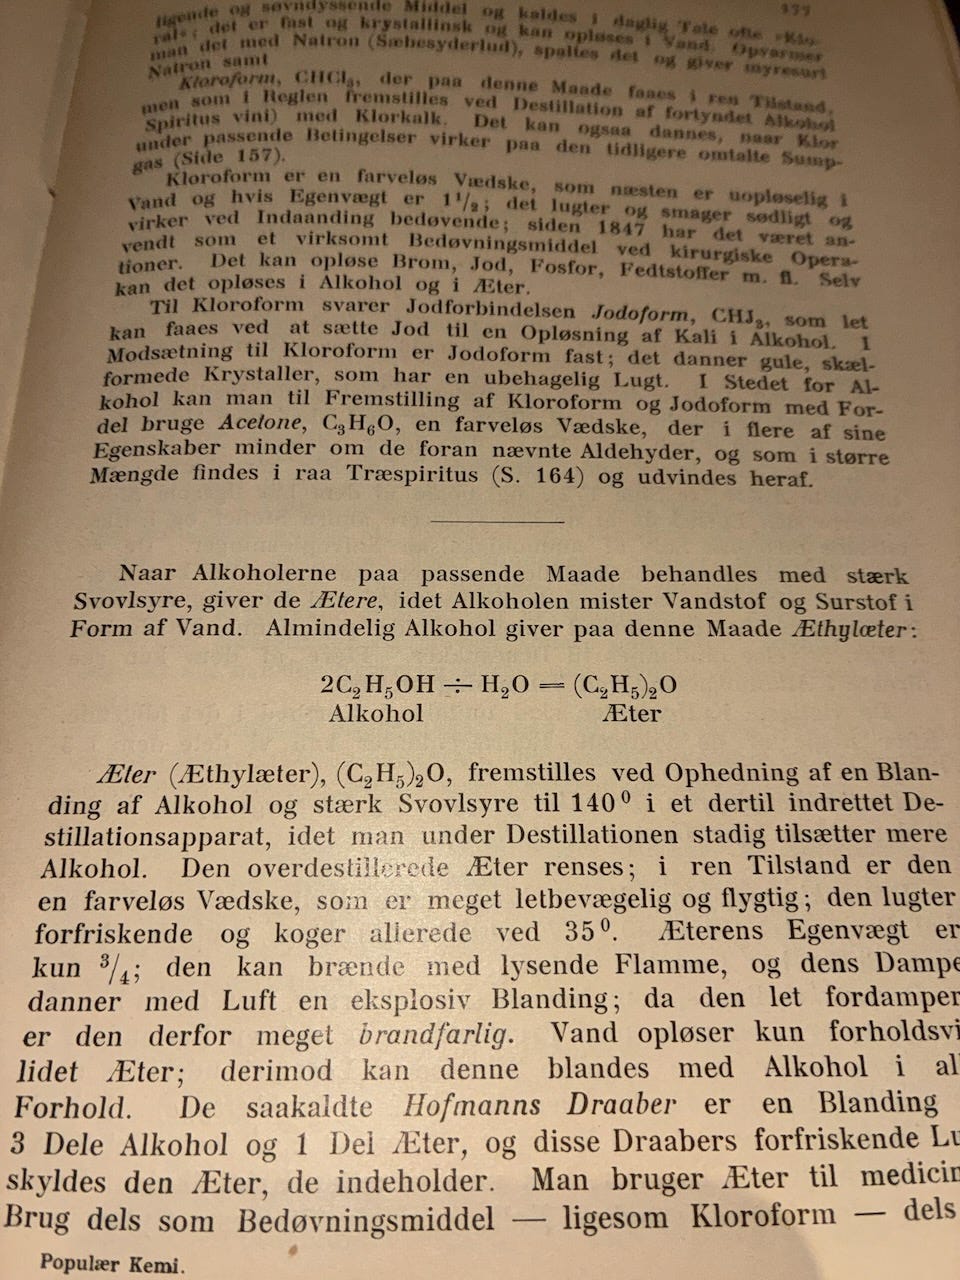 177
ligende og søvndyssende Middel og kaldes i daglig Tale ofte »Klo-
ral«; det er fast og krystallinsk og kan opløses i Vand. Opvarmer
man det med Natron (Sæbesyderlud), spaltes det og giver myresurt
Natron samt
Kloroform, CHCl₃, der paa denne Maade faaes i ren Tilstand,
men som i Reglen fremstilles ved Destillation af fortyndet Alkohol
Spiritus vini) med Klorkalk. Det kan ogsaa dannes, naar Klor
under passende Betingelser virker paa den tidligere omtalte Sump-
gas (Side 157).
Kloroform er en farveløs Vædske, som næsten er uopløselig i
Vand og hvis Egenvægt er 1¹/₂; det lugter og smager sødligt og
virker ved Indaanding bedøvende; siden 1847 har det været an-
vendt som et virksomt Bedøvningsmiddel ved kirurgiske Opera-
tioner. Det kan opløse Brom, Jod, Fosfor, Fedtstoffer m. fl. Selv
kan det opløses i Alkohol og i Æter.
Til Kloroform svarer Jodforbindelsen Jodoform, CHJ₃, som let
kan faaes ved at sætte Jod til en Opløsning af Kali i Alkohol. I
Modsætning til Kloroform er Jodoform fast; det danner gule, skæl-
formede Krystaller, som har en ubehagelig Lugt. I Stedet for Al-
kohol kan man til Fremstilling af Kloroform og Jodoform med For-
del bruge Acetone, C₃H₆O, en farveløs Vædske, der i flere af sine
Egenskaber minder om de foran nævnte Aldehyder, og som i større
Mængde findes i raa Træspiritus (S. 164) og udvindes heraf.
Naar Alkoholerne paa passende Maade behandles med stærk
Svovlsyre, giver de Ætere, idet Alkoholen mister Vandstof og Surstof i
Form af Vand. Almindelig Alkohol giver paa denne Maade Æthylæter:
2C₂H₅OH ÷ H₂O = (C₂H₅)₂O
Alkohol Æter
Æter (Æthylæter), (C₂H₅)₂O, fremstilles ved Ophedning af en Blan-
ding af Alkohol og stærk Svovlsyre til 140⁰ i et dertil indrettet De-
stillationsapparat, idet man under Destillationen stadig tilsætter mere
Alkohol. Den overdestillerede Æter renses; i ren Tilstand er den
en farveløs Vædske, som er meget letbevægelig og flygtig; den lugter
forfriskende og koger allerede ved 35⁰. Æterens Egenvægt er
kun ³/₄; den kan brænde med lysende Flamme, og dens Dampe
danner med Luft en eksplosiv Blanding; da den let fordamper
er den derfor meget brandfarlig. Vand opløser kun forholdsvi
lidet Æter; derimod kan denne blandes med Alkohol i al
Forhold. De saakaldte Hofmanns Draaber er en Blanding
3 Dele Alkohol og 1 Del Æter, og disse Draabers forfriskende Lu
skyldes den Æter, de indeholder. Man bruger Æter til medicin
Brug dels som Bedøvningsmiddel — ligesom Kloroform — dels
Populær Kemi.